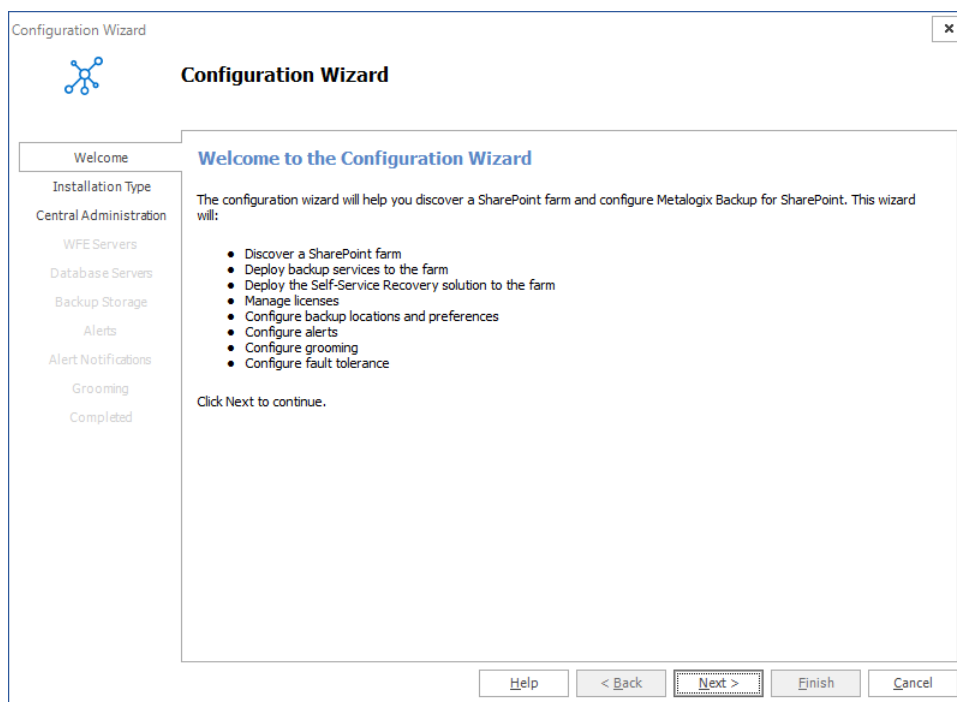 Configuration Wizard
Configuration Wizard
Welcome
Installation Type
Central Administration
WFE Servers
Database Servers
Backup Storage
Alerts
Alert Notifications
Grooming
Completed
Welcome to the Configuration Wizard
The configuration wizard will help you discover a SharePoint farm and configure Metalogix Backup for SharePoint. This wizard
will:
● Discover a SharePoint farm
● Deploy backup services to the farm
● Deploy the Self-Service Recovery solution to the farm
● Manage licenses
● Configure backup locations and preferences
● Configure alerts
● Configure grooming
● Configure fault tolerance
Click Next to continue.
Help
< Back
Next >
Finish
Cancel